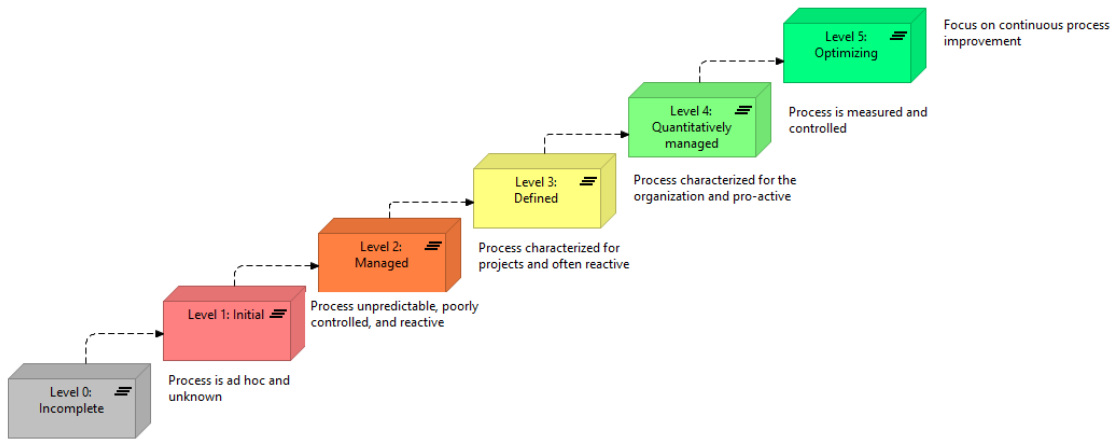 Level 5:
Optimizing
Focus on continuous process
improvement
Level 4:
Quantitatively
managed
Process is measured and
controlled
Level 3:
Defined
Process characterized for the
organization and pro-active
Level 2:
Managed
Process characterized for
projects and often reactive
Level 1: Initial
Process unpredictable, poorly
controlled, and reactive
Level 0:
Incomplete
Process is ad hoc and
unknown